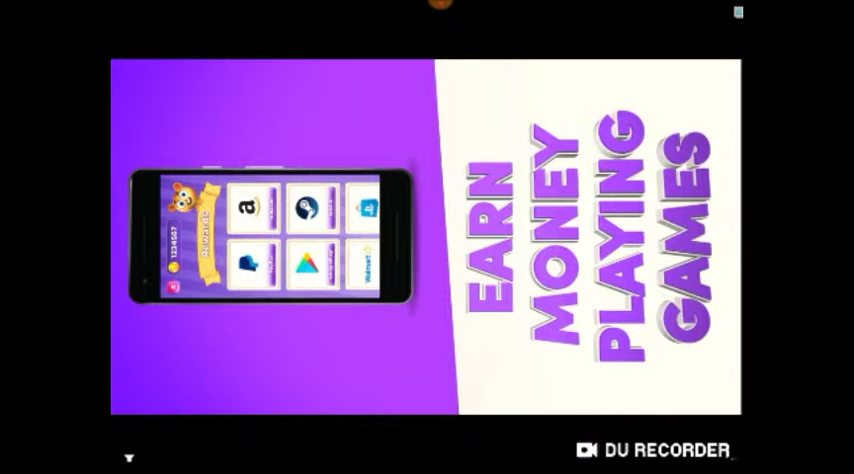 EARN
MONEY
PLAYING
GAMES
1234567
Rewards
a
Walmart
DU RECORDER